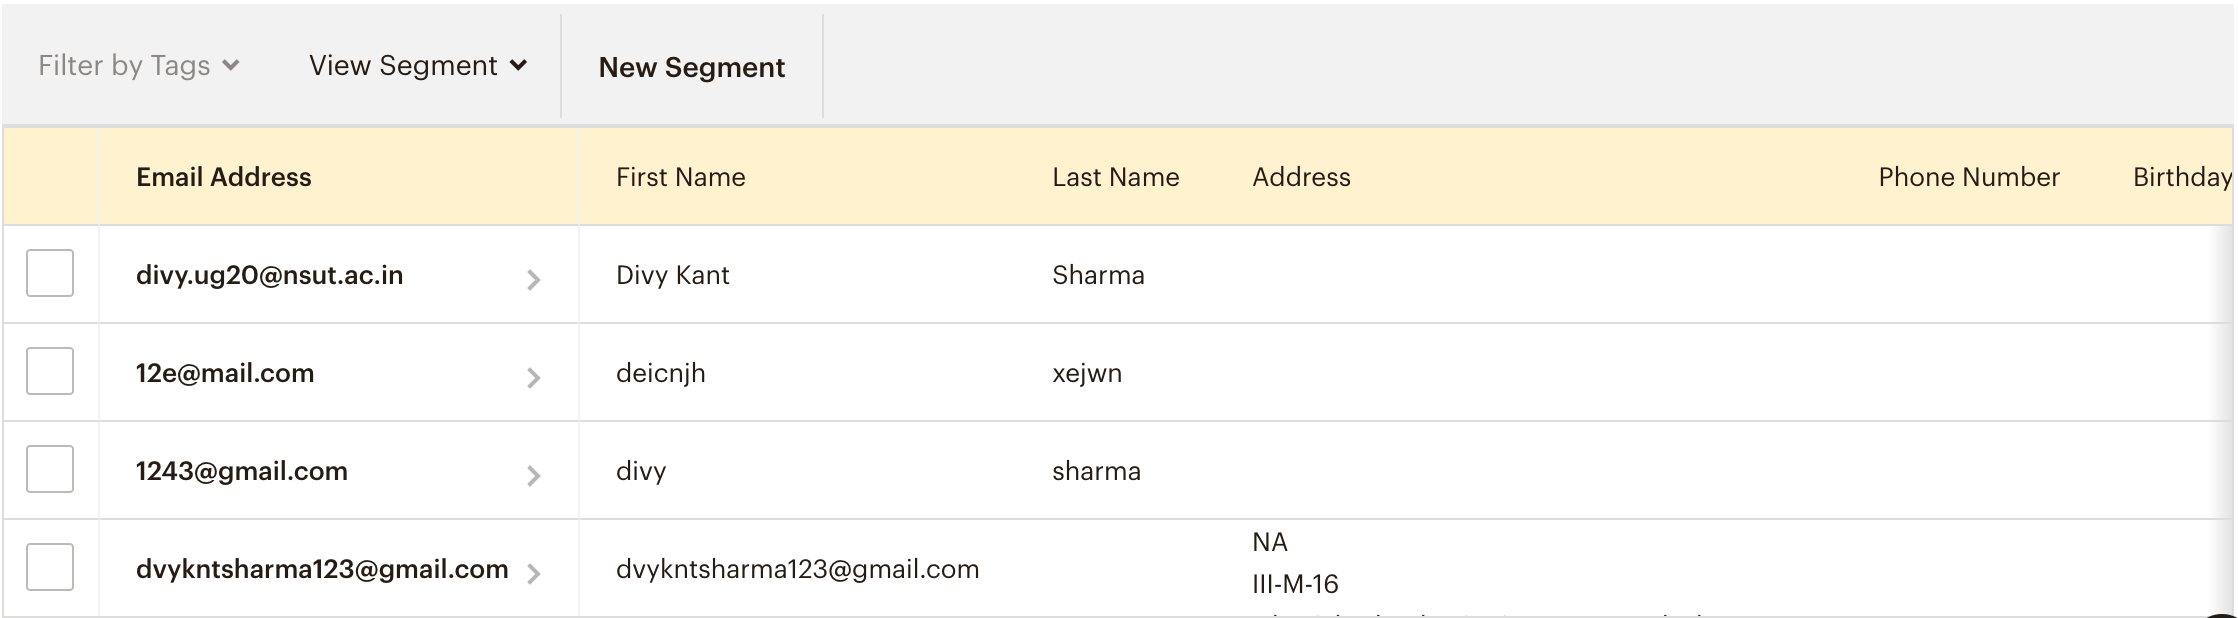 Filter by Tags View Segment New Segment
Email Address First Name Last Name Address Phone Number Birthday
divy.ug20@nsut.ac.in Divy Kant Sharma
12e@mail.com deicnjh xejwn
1243@gmail.com divy sharma
dvykntsharma123@gmail.com dvykntsharma123@gmail.com NA
III-M-16